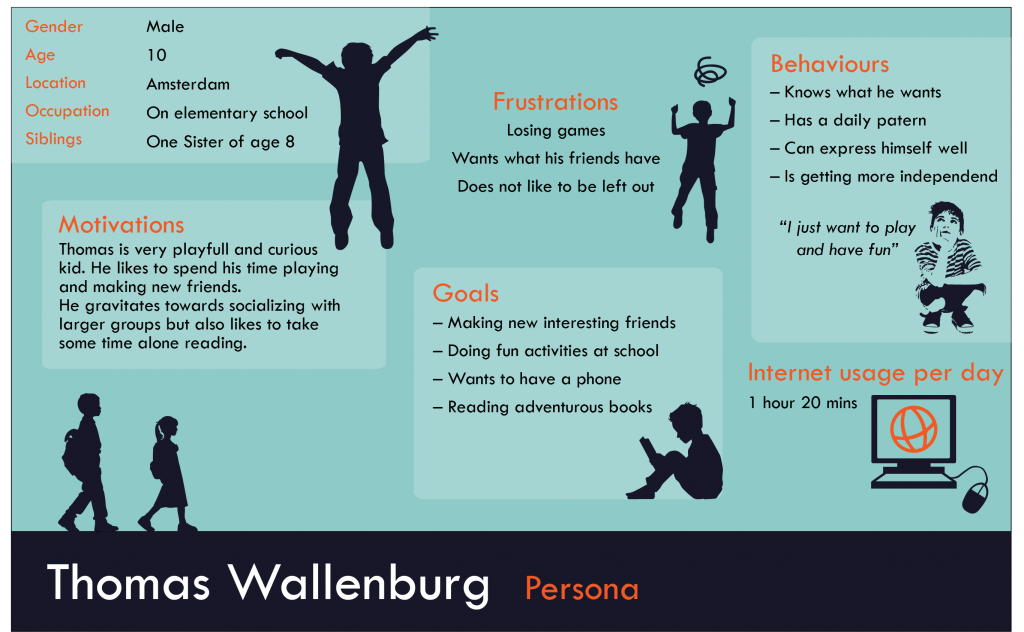 Gender Male
Age 10
Location Amsterdam
Occupation On elementary school
Siblings One Sister of age 8
Motivations
Thomas is very playfull and curious
kid. He likes to spend his time playing
and making new friends.
He gravitates towards socializing with
larger groups but also likes to take
some time alone reading.
Frustrations
Losing games
Wants what his friends have
Does not like to be left out
Goals
– Making new interesting friends
– Doing fun activities at school
– Wants to have a phone
– Reading adventurous books
Behaviours
– Knows what he wants
– Has a daily patern
– Can express himself well
– Is getting more independend
“I just want to play
and have fun”
Internet usage per day
1 hour 20 mins
Thomas Wallenburg Persona